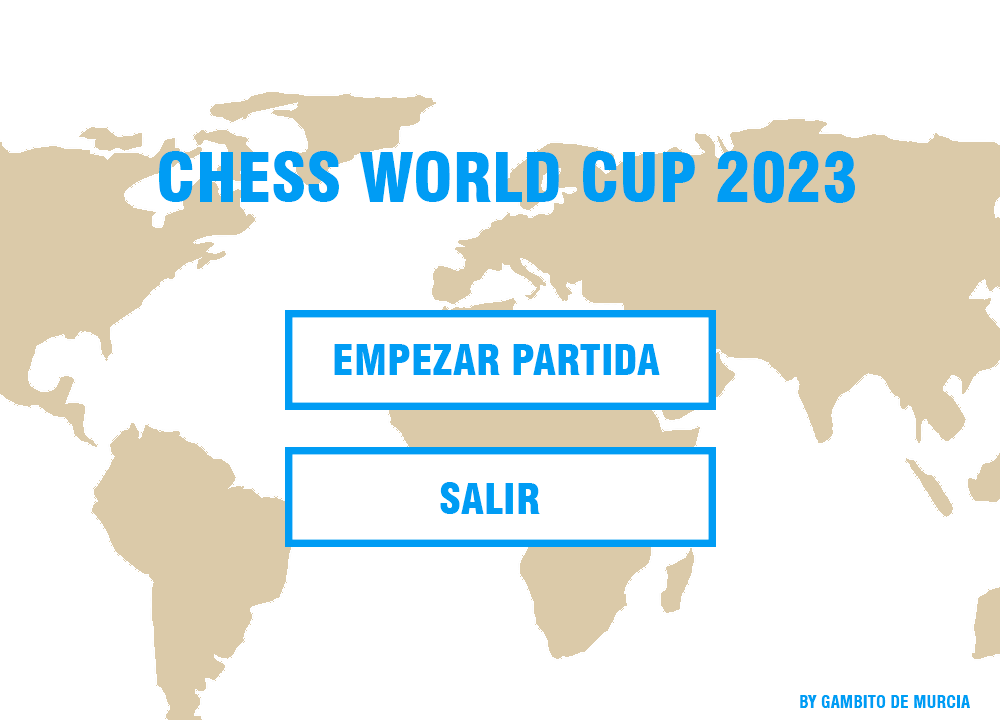 CHESS WORLD CUP 2023
EMPEZAR PARTIDA
SALIR
BY GAMBITO DE MURCIA